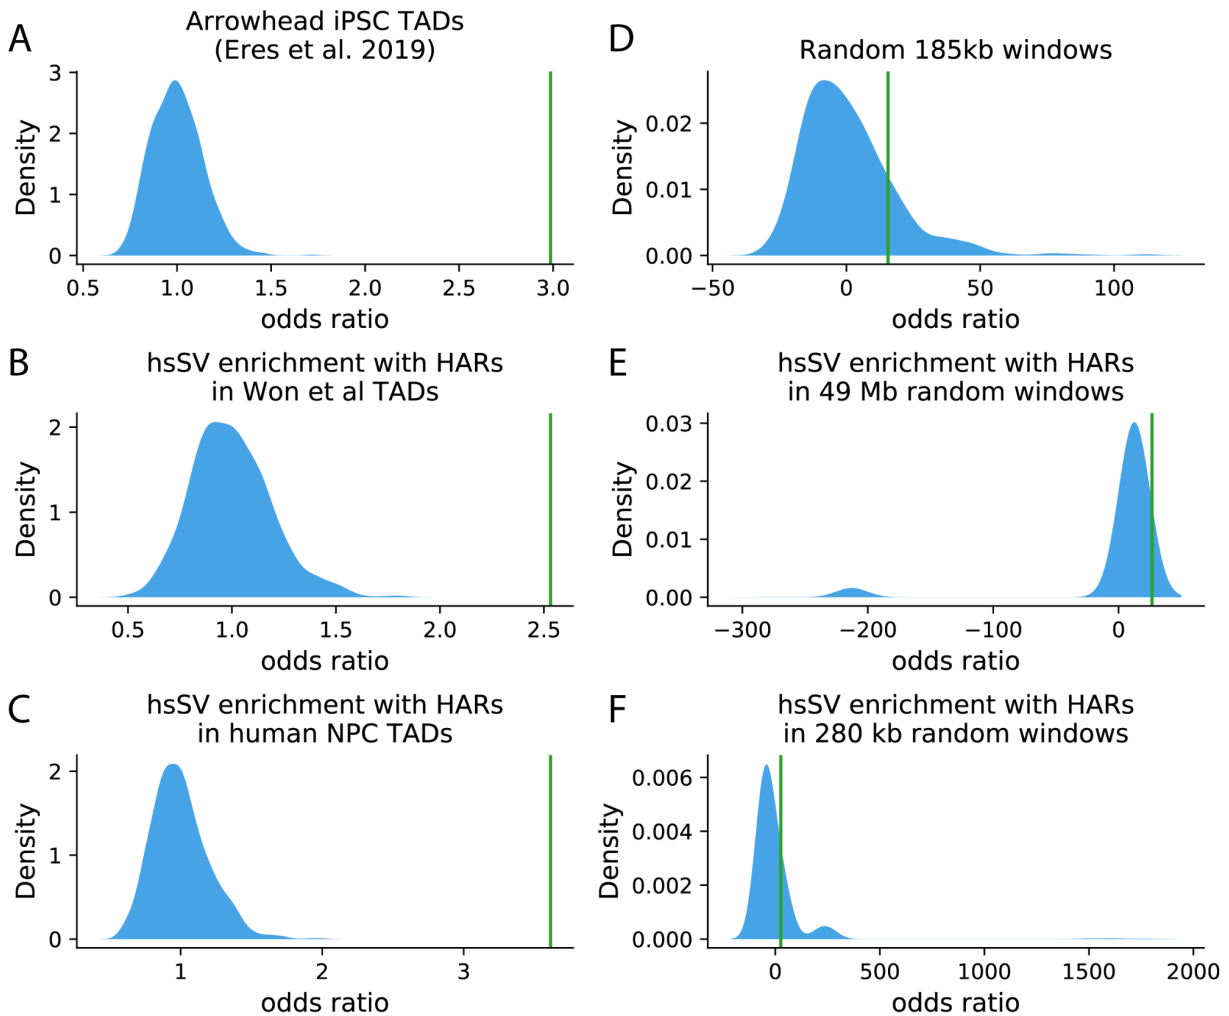 A
Arrowhead iPSC TADs
(Eres et al. 2019)
Density
3
2
1
0
0.5 1.0 1.5 2.0 2.5 3.0
odds ratio
B
hsSV enrichment with HARs
in Won et al TADs
Density
2
1
0
0.5 1.0 1.5 2.0 2.5
odds ratio
C
hsSV enrichment with HARs
in human NPC TADs
Density
2
1
0
1 2 3
odds ratio
D
Random 185kb windows
Density
0.02
0.01
0.00
−50 0 50 100
odds ratio
E
hsSV enrichment with HARs
in 49 Mb random windows
Density
0.03
0.02
0.01
0.00
−300 −200 −100 0
odds ratio
F
hsSV enrichment with HARs
in 280 kb random windows
Density
0.006
0.004
0.002
0.000
0 500 1000 1500 2000
odds ratio